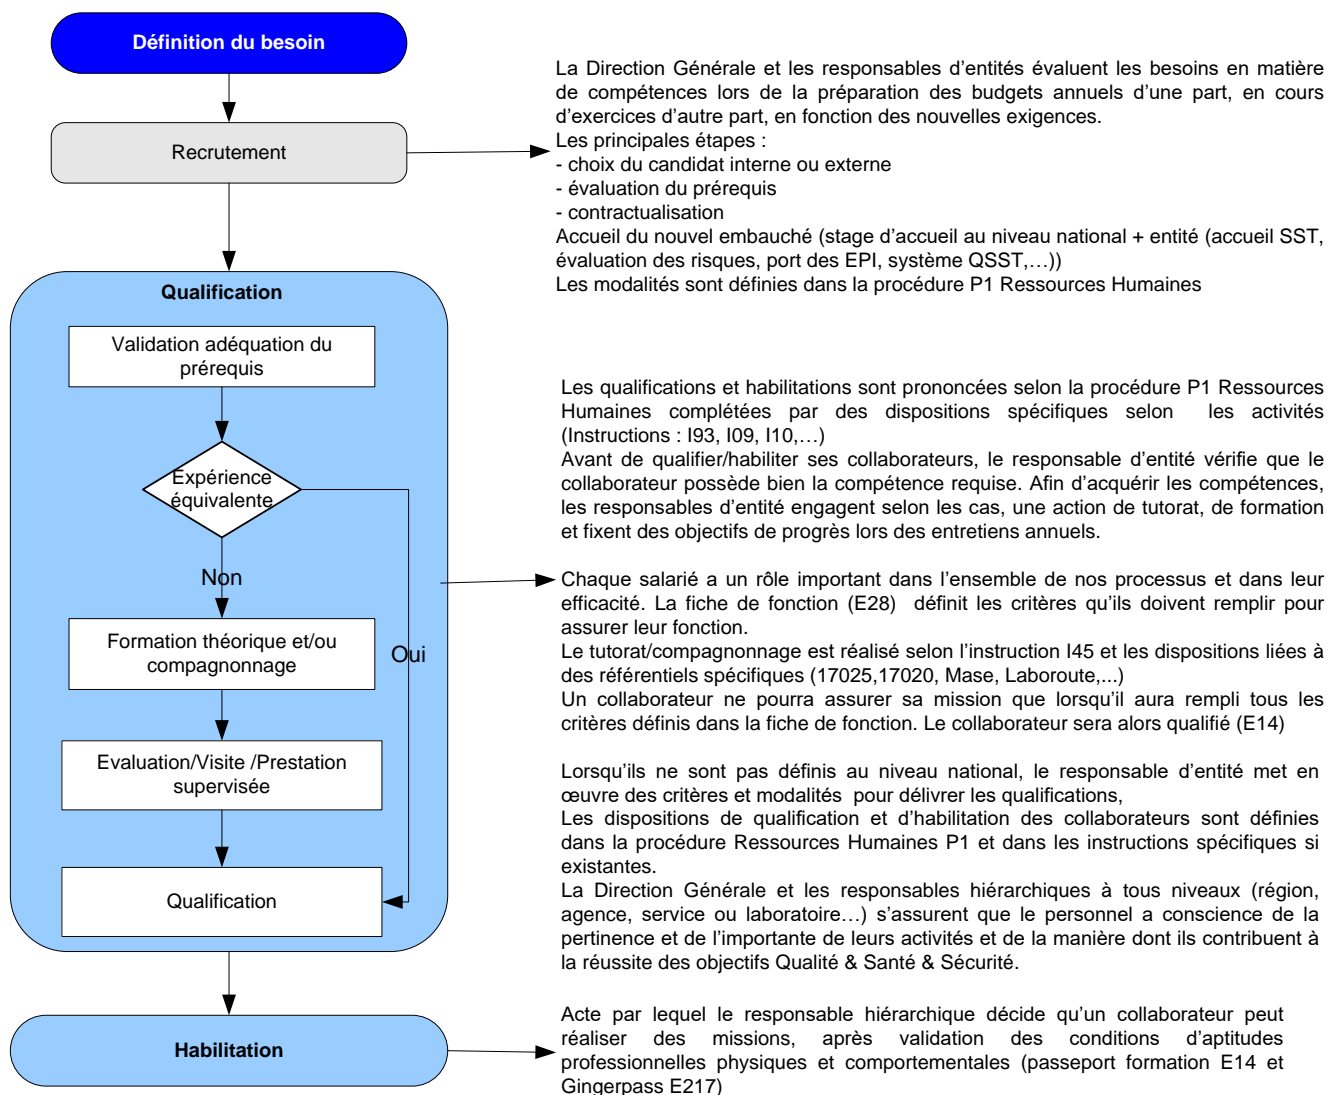 Définition du besoin
La Direction Générale et les responsables d’entités évaluent les besoins en matière
de compétences lors de la préparation des budgets annuels d’une part, en cours
d’exercices d’autre part, en fonction des nouvelles exigences.
Les principales étapes :
- choix du candidat interne ou externe
- évaluation du prérequis
- contractualisation
Accueil du nouvel embauché (stage d’accueil au niveau national + entité (accueil SST,
évaluation des risques, port des EPI, système QSST,…))
Les modalités sont définies dans la procédure P1 Ressources Humaines
Recrutement
Qualification
Validation adéquation du
prérequis
Expérience
équivalente
Non
Oui
Formation théorique et/ou
compagnonnage
Evaluation/Visite /Prestation
supervisée
Qualification
Les qualifications et habilitations sont prononcées selon la procédure P1 Ressources
Humaines complétées par des dispositions spécifiques selon les activités
(Instructions : I93, I09, I10,…)
Avant de qualifier/habiliter ses collaborateurs, le responsable d’entité vérifie que le
collaborateur possède bien la compétence requise. Afin d’acquérir les compétences,
les responsables d’entité engagent selon les cas, une action de tutorat, de formation
et fixent des objectifs de progrès lors des entretiens annuels.
Chaque salarié a un rôle important dans l’ensemble de nos processus et dans leur
efficacité. La fiche de fonction (E28) définit les critères qu’ils doivent remplir pour
assurer leur fonction.
Le tutorat/compagnonnage est réalisé selon l’instruction I45 et les dispositions liées à
des référentiels spécifiques (17025,17020, Mase, Laboroute,...)
Un collaborateur ne pourra assurer sa mission que lorsqu’il aura rempli tous les
critères définis dans la fiche de fonction. Le collaborateur sera alors qualifié (E14)
Lorsqu’ils ne sont pas définis au niveau national, le responsable d’entité met en
œuvre des critères et modalités pour délivrer les qualifications,
Les dispositions de qualification et d’habilitation des collaborateurs sont définies
dans la procédure Ressources Humaines P1 et dans les instructions spécifiques si
existantes.
La Direction Générale et les responsables hiérarchiques à tous niveaux (région,
agence, service ou laboratoire…) s’assurent que le personnel a conscience de la
pertinence et de l’importante de leurs activités et de la manière dont ils contribuent à
la réussite des objectifs Qualité & Santé & Sécurité.
Habilitation
Acte par lequel le responsable hiérarchique décide qu’un collaborateur peut
réaliser des missions, après validation des conditions d’aptitudes
professionnelles physiques et comportementales (passeport formation E14 et
Gingerpass E217)